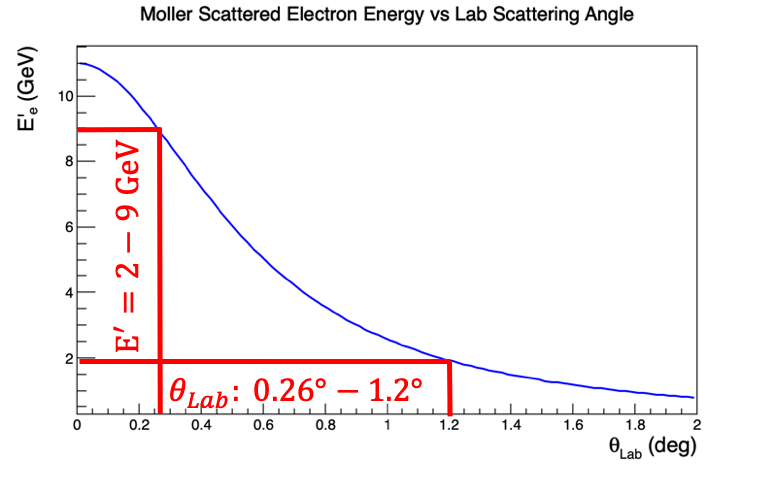 Moller Scattered Electron Energy vs Lab Scattering Angle
E'e (GeV)
10
8
6
4
2
E′ = 2 − 9 GeV
θLab: 0.26° − 1.2°
0 0.2 0.4 0.6 0.8 1 1.2 1.4 1.6 1.8 2
θLab (deg)